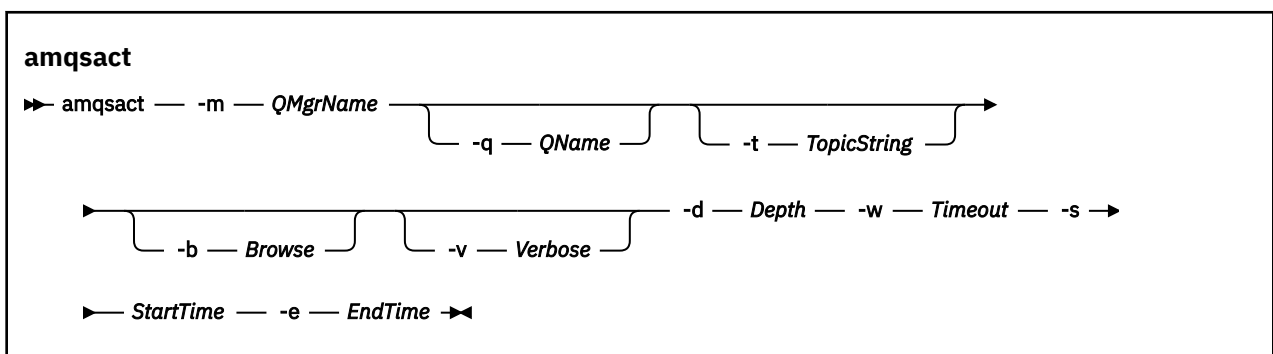 amqsact
amqsact -m QMgrName
-q QName -t TopicString
-d Depth -w Timeout -s
-b Browse -v Verbose
StartTime -e EndTime